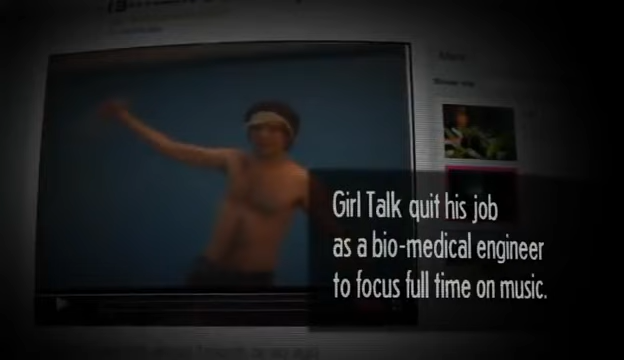 Girl Talk quit his job
as a bio-medical engineer
to focus full time on music.